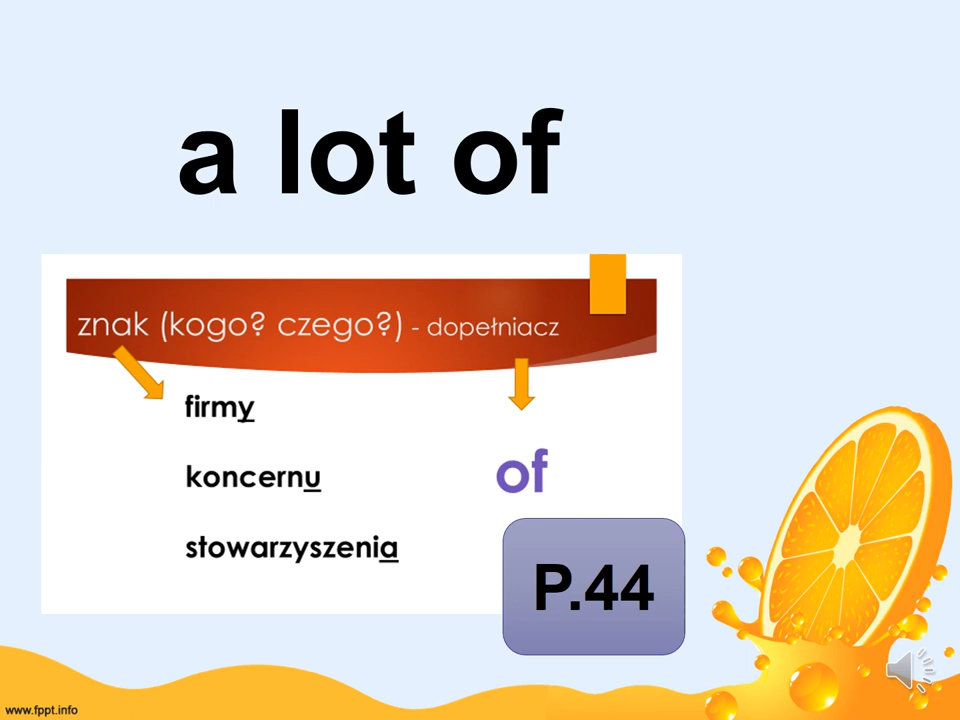 a lot of
znak (kogo? czego?) - dopełniacz
firmy
koncernu
of
stowarzyszenia
P.44
www.fppt.info